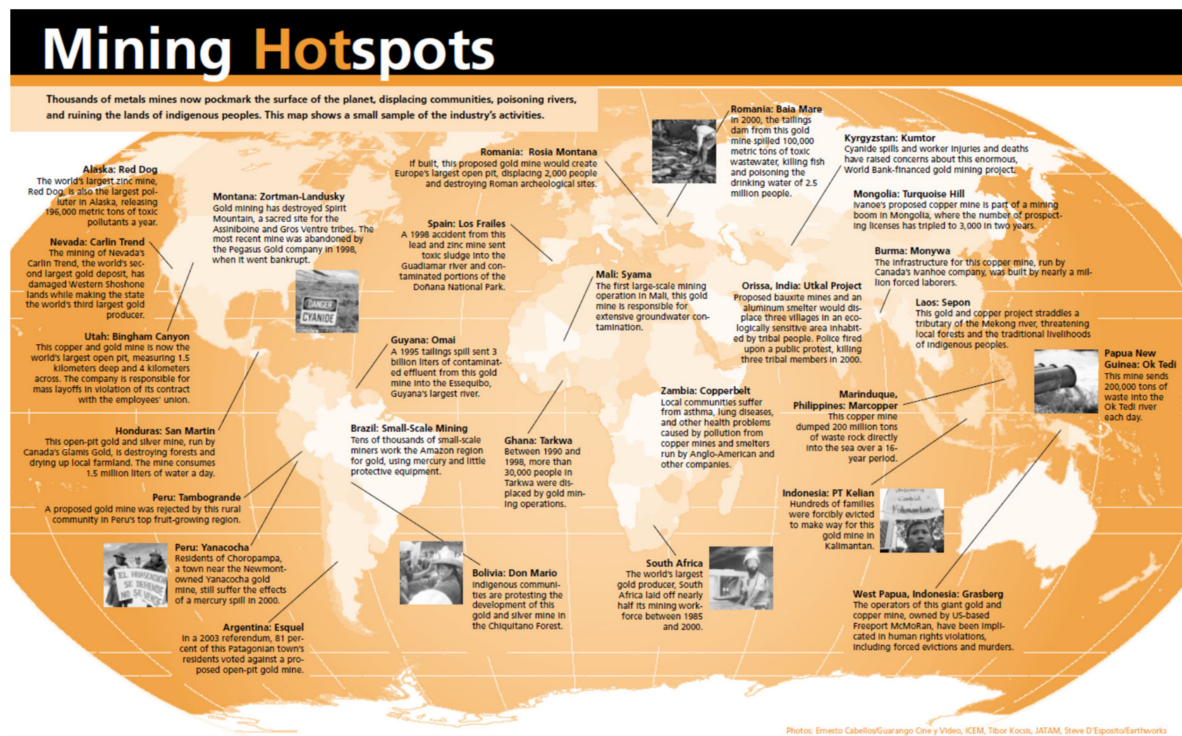 Mining Hotspots
Thousands of metals mines now pockmark the surface of the planet, displacing communities, poisoning rivers,
and ruining the lands of indigenous peoples. This map shows a small sample of the industry's activities.
Alaska: Red Dog
The world's largest zinc mine,
Red Dog, is also the largest pol-
luter in Alaska, releasing
196,000 metric tons of toxic
pollutants a year.
Nevada: Carlin Trend
The mining of Nevada's
Carlin Trend, the world's sec-
ond largest gold deposit, has
damaged Western Shoshone
lands while making the state
the world's third largest gold
producer.
Utah: Bingham Canyon
This copper and gold mine is now the
world's largest open pit, measuring 1.5
kilometers deep and 4 kilometers
across. The company is responsible for
mass layoffs in violation of its contract
with the employees' union.
Honduras: San Martin
This open-pit gold and silver mine, run by
Canada's Glamis Gold, is destroying forests and
drying up local farmland. The mine consumes
1.5 million liters of water a day.
Peru: Tambogrande
A proposed gold mine was rejected by this rural
community in Peru's top fruit-growing region.
Peru: Yanacocha
Residents of Choropampa,
a town near the Newmont-
owned Yanacocha gold
mine, still suffer the effects
of a mercury spill in 2000.
EL
SE DEFIENDE
NO SE VENDE
Argentina: Esquel
In a 2003 referendum, 81 per-
cent of this Patagonian town's
residents voted against a pro-
posed open-pit gold mine.
Montana: Zortman-Landusky
Gold mining has destroyed Spirit
Mountain, a sacred site for the
Assiniboine and Gros Ventre tribes. The
most recent mine was abandoned by
the Pegasus Gold company in 1998,
when it went bankrupt.
DANGER
CYANIDE
Guyana: Omai
A 1995 tailings spill sent 3
billion liters of contaminat-
ed effluent from this gold
mine into the Essequibo,
Guyana's largest river.
Brazil: Small-Scale Mining
Tens of thousands of small-scale
miners work the Amazon region
for gold, using mercury and little
protective equipment.
Bolivia: Don Mario
Indigenous communi-
ties are protesting the
development of this
gold and silver mine in
the Chiquitano Forest.
Romania: Rosia Montana
If built, this proposed gold mine would create
Europe's largest open pit, displacing 2,000 people
and destroying Roman archeological sites.
Spain: Los Frailes
A 1998 accident from this
lead and zinc mine sent
toxic sludge into the
Guadiamar river and con-
taminated portions of the
Doñana National Park.
Mali: Syama
The first large-scale mining
operation in Mali, this gold
mine is responsible for
extensive groundwater con-
tamination.
Ghana: Tarkwa
Between 1990 and
1998, more than
30,000 people in
Tarkwa were dis-
placed by gold min-
ing operations.
Zambia: Copperbelt
Local communities suffer
from asthma, lung diseases,
and other health problems
caused by pollution from
copper mines and smelters
run by Anglo-American and
other companies.
South Africa
The world's largest
gold producer, South
Africa laid off nearly
half its mining work-
force between 1985
and 2000.
Romania: Baia Mare
In 2000, the tailings
dam from this gold
mine spilled 100,000
metric tons of toxic
wastewater, killing fish
and poisoning the
drinking water of 2.5
million people.
Kyrgyzstan: Kumtor
Cyanide spills and worker injuries and deaths
have raised concerns about this enormous,
World Bank-financed gold mining project.
Mongolia: Turquoise Hill
Ivanoe's proposed copper mine is part of a mining
boom in Mongolia, where the number of prospect-
ing licenses has tripled to 3,000 in two years.
Burma: Monywa
The infrastructure for this copper mine, run by
Canada's Ivanhoe company, was built by nearly a mil-
lion forced laborers.
Orissa, India: Utkal Project
Proposed bauxite mines and an
aluminum smelter would dis-
place three villages in an eco-
logically sensitive area inhabit-
ed by tribal people. Police fired
upon a public protest, killing
three tribal members in 2000.
Laos: Sepon
This gold and copper project straddles a
tributary of the Mekong river, threatening
local forests and the traditional livelihoods
of indigenous peoples.
Papua New
Guinea: Ok Tedi
This mine sends
200,000 tons of
waste into the
Ok Tedi river
each day.
Marinduque,
Philippines: Marcopper
This copper mine
dumped 200 million tons
of waste rock directly
into the sea over a 16-
year period.
Indonesia: PT Kelian
Hundreds of families
were forcibly evicted
to make way for this
gold mine in
Kalimantan.
West Papua, Indonesia: Grasberg
The operators of this giant gold and
copper mine, owned by US-based
Freeport McMoRan, have been impli-
cated in human rights violations,
including forced evictions and murders.
Photos: Ernesto Cabellos/Guarango Cine y Video, ICEM, Tibor Kocsis, JATAM, Steve D'Esposito/Earthworks